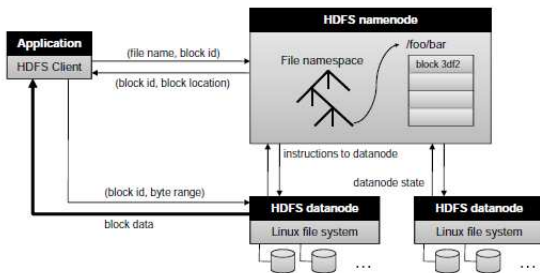 HDFS namenode
Application
HDFS Client
(file name, block id)
(block id, block location)
File namespace
/foo/bar
block 3df2
instructions to datanode
datanode state
(block id, byte range)
block data
HDFS datanode
Linux file system
...
HDFS datanode
Linux file system
...